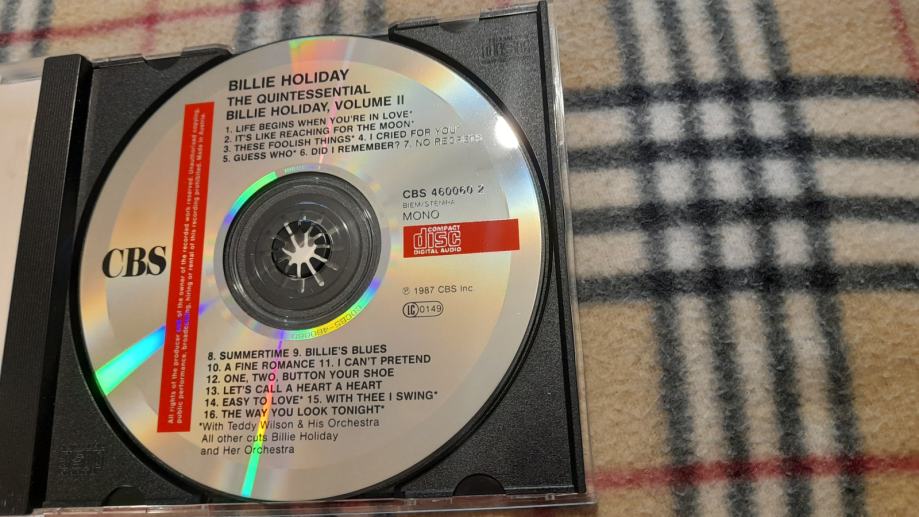 BILLIE HOLIDAY
THE QUINTESSENTIAL
BILLIE HOLIDAY, VOLUME II
1. LIFE BEGINS WHEN YOU'RE IN LOVE*
2. IT'S LIKE REACHING FOR THE MOON*
3. THESE FOOLISH THINGS* 4. I CRIED FOR YOU*
5. GUESS WHO* 6. DID I REMEMBER? 7. NO REGRETS
CBS 460060 2
BIEM/STEMRA
MONO
COMPACT
disc
DIGITAL AUDIO
℗ 1987 CBS Inc.
LC 0149
CBS
All rights of the producer and of the owner of the recorded work reserved. Unauthorised copying,
public performance, broadcasting, hiring or rental of this recording prohibited. Made in Austria.
8. SUMMERTIME 9. BILLIE'S BLUES
10. A FINE ROMANCE 11. I CAN'T PRETEND
12. ONE, TWO, BUTTON YOUR SHOE
13. LET'S CALL A HEART A HEART
14. EASY TO LOVE* 15. WITH THEE I SWING*
16. THE WAY YOU LOOK TONIGHT*
*With Teddy Wilson & His Orchestra
All other cuts Billie Holiday
and Her Orchestra